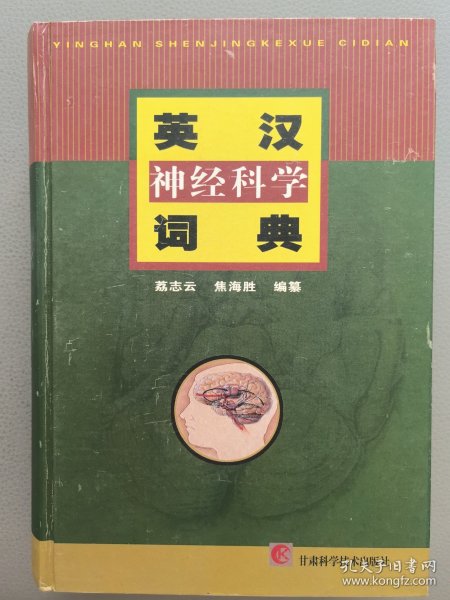 YINGHAN SHENJINGKEXUE CIDIAN
英汉
神经科学
词典
荔志云 焦海胜 编纂
甘肃科学技术出版社
孔夫子旧书网
www.kongfz.com